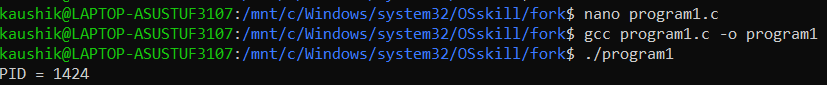 kaushik@LAPTOP-ASUSTUF3107:/mnt/c/Windows/system32/OSskill/fork$ nano program1.c
kaushik@LAPTOP-ASUSTUF3107:/mnt/c/Windows/system32/OSskill/fork$ gcc program1.c -o program1
kaushik@LAPTOP-ASUSTUF3107:/mnt/c/Windows/system32/OSskill/fork$ ./program1
PID = 1424